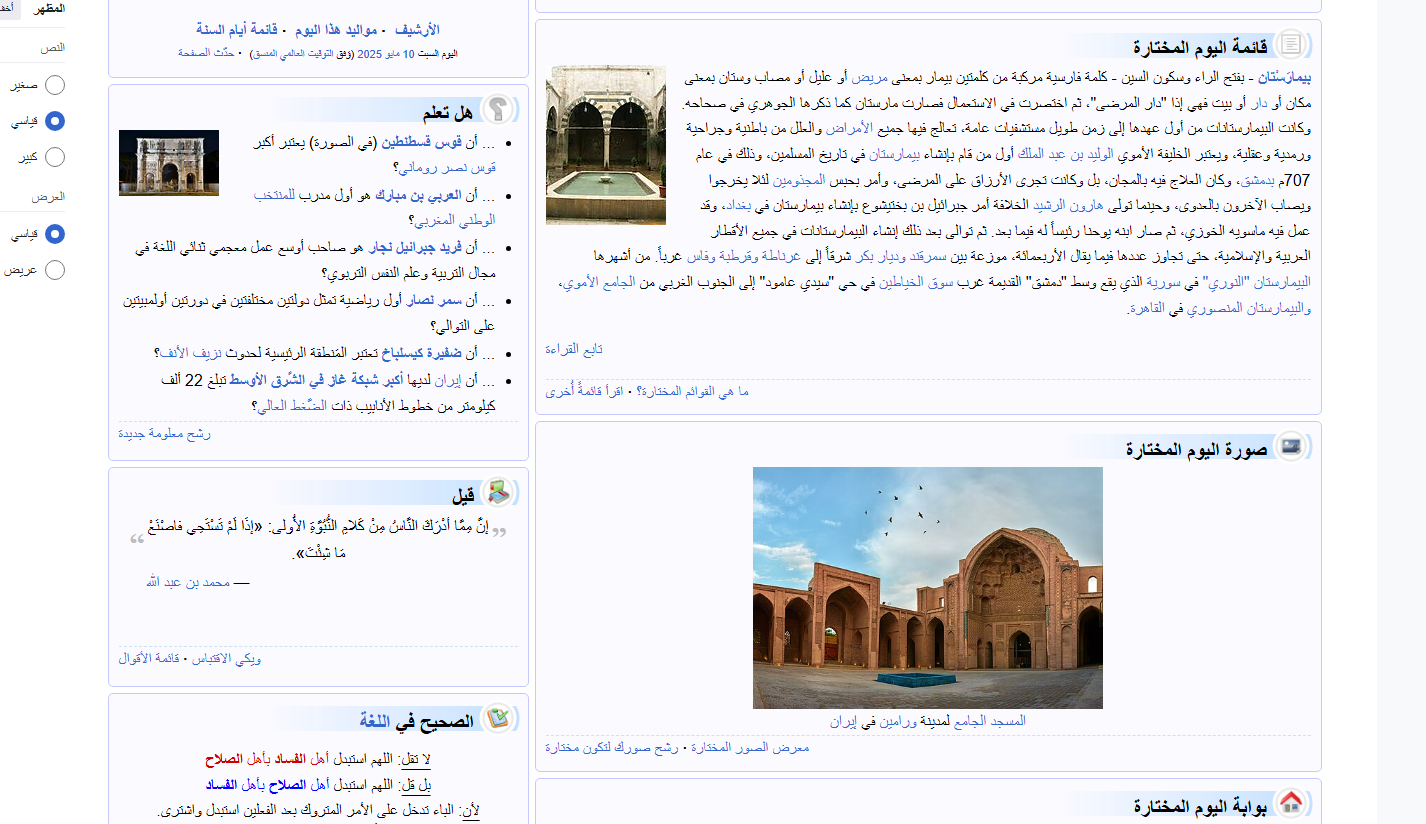 قائمة اليوم المختارة
بِيمارَسْتان - بفتح الراء وسكون السين - كلمة فارسية مركبة من كلمتين بيمار بمعنى مريض أو عليل أو مصاب وستان بمعنى
مكان أو دار أو بيت فهي إذا "دار المرضى"، ثم اختصرت في الاستعمال فصارت مارستان كما ذكرها الجوهري في صحاحه.
وكانت البيمارستانات من أول عهدها إلى زمن طويل مستشفيات عامة، تعالج فيها جميع الأمراض والعلل من باطنية وجراحية
ورمدية وعقلية، ويعتبر الخليفة الأموي الوليد بن عبد الملك أول من قام بإنشاء بيمارستان في تاريخ المسلمين، وذلك في عام
707م بدمشق، وكان العلاج فيه بالمجان، بل وكانت تجرى الأرزاق على المرضى، وأمر بحبس المجذومين لئلا يخرجوا
ويصاب الآخرون بالعدوى، وحينما تولى هارون الرشيد الخلافة أمر جبرائيل بن بختيشوع بإنشاء بيمارستان في بغداد، وقد
عمل فيه ماسويه الخوزي، ثم صار ابنه يوحنا رئيساً له فيما بعد. ثم توالى بعد ذلك إنشاء البيمارستانات في جميع الأقطار
العربية والإسلامية، حتى تجاوز عددها فيما يقال الأربعمائة، موزعة بين سمرقند وديار بكر شرقاً إلى غرناطة وقرطبة وفاس غرباً. من أشهرها
البيمارستان "النوري" في سورية الذي يقع وسط "دمشق" القديمة غرب سوق الخياطين في حي "سيدي عامود" إلى الجنوب الغربي من الجامع الأموي،
والبيمارستان المنصوري في القاهرة.
تابع القراءة
ما هي القوائم المختارة؟ • اقرأ قائمةً أُخرى
صورة اليوم المختارة
المسجد الجامع لمدينة ورامين في إيران
معرض الصور المختارة • رشح صورك لتكون مختارة
بوابة اليوم المختارة
الأرشيف • مواليد هذا اليوم • قائمة أيام السنة
اليوم السبت 10 مايو 2025 (وَفق التوقيت العالمي المنسق) • حدِّث الصفحة
هل تعلم
... أن قوس قسطنطين (في الصورة) يعتبر أكبر
قوس نصر روماني؟
... أن العربي بن مبارك هو أول مدرب للمنتخب
الوطني المغربي؟
... أن فريد جبرائيل نجار هو صاحب أوسع عمل معجمي ثنائي اللغة في
مجال التربية وعلم النفس التربوي؟
... أن سمر نصار أول رياضية تمثل دولتين مختلفتين في دورتين أولمبيتين
على التوالي؟
... أن ضفيرة كيسلباخ تعتبر المَنطقة الرئيسية لحدوث نزيف الأنف؟
... أن إيران لديها أكبر شبكة غاز في الشَّرق الأوسط تبلغ 22 ألف
كيلومتر من خطوط الأنابيب ذات الضَّغط العالي؟
رشح معلومة جديدة
قيل
إنَّ مِمَّا أدْرَكَ النَّاسُ مِنْ كَلامِ النُّبُوَّةِ الأُولى: «إذَا لَمْ تَسْتَحِي فاصْنَعْ
مَا شِئْتَ».
— محمد بن عبد الله
ويكي الاقتباس • قائمة الأقوال
الصحيح في اللغة
لا تقل: اللهم استبدل أهل الفساد بأهل الصلاح
بل قل: اللهم استبدل أهل الصلاح بأهل الفساد
لأن: الباء تدخل على الأمر المتروك بعد الفعلين استبدل واشترى.
المظهر
النص
صغير
قياسي
كبير
العرض
قياسي
عريض